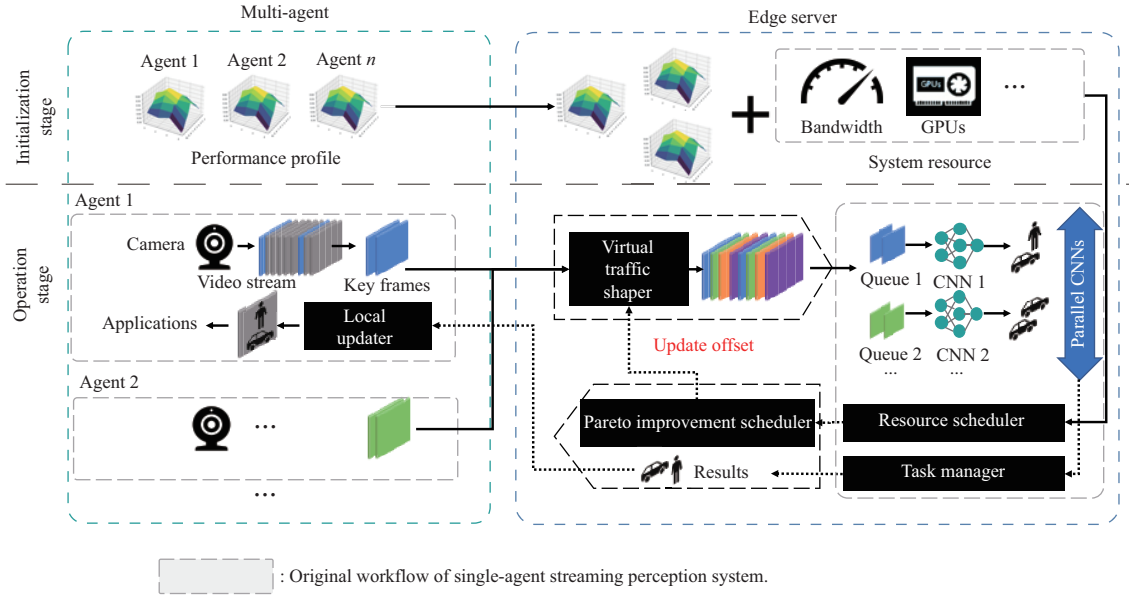 Multi-agent
Edge server
Initialization
stage
Agent 1
Agent 2
Agent n
Performance profile
Bandwidth
GPUs
GPUs
...
System resource
Operation
stage
Agent 1
Camera
Video stream
Key frames
Applications
Local
updater
Agent 2
...
...
Virtual
traffic
shaper
Update offset
Queue 1
CNN 1
Queue 2
CNN 2
...
...
Parallel CNNs
Pareto improvement scheduler
Resource scheduler
Results
Task manager
: Original workflow of single-agent streaming perception system.